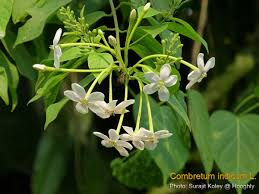 Combretum indicum L.
Photo: Surajit Koley @ Hooghly